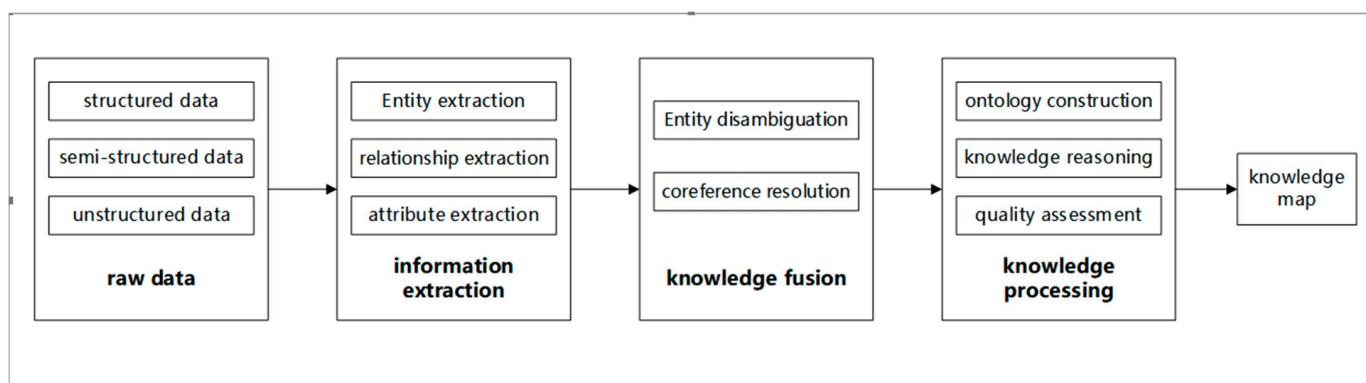 structured data
semi-structured data
unstructured data
raw data
Entity extraction
relationship extraction
attribute extraction
information
extraction
Entity disambiguation
coreference resolution
knowledge fusion
ontology construction
knowledge reasoning
quality assessment
knowledge
processing
knowledge
map